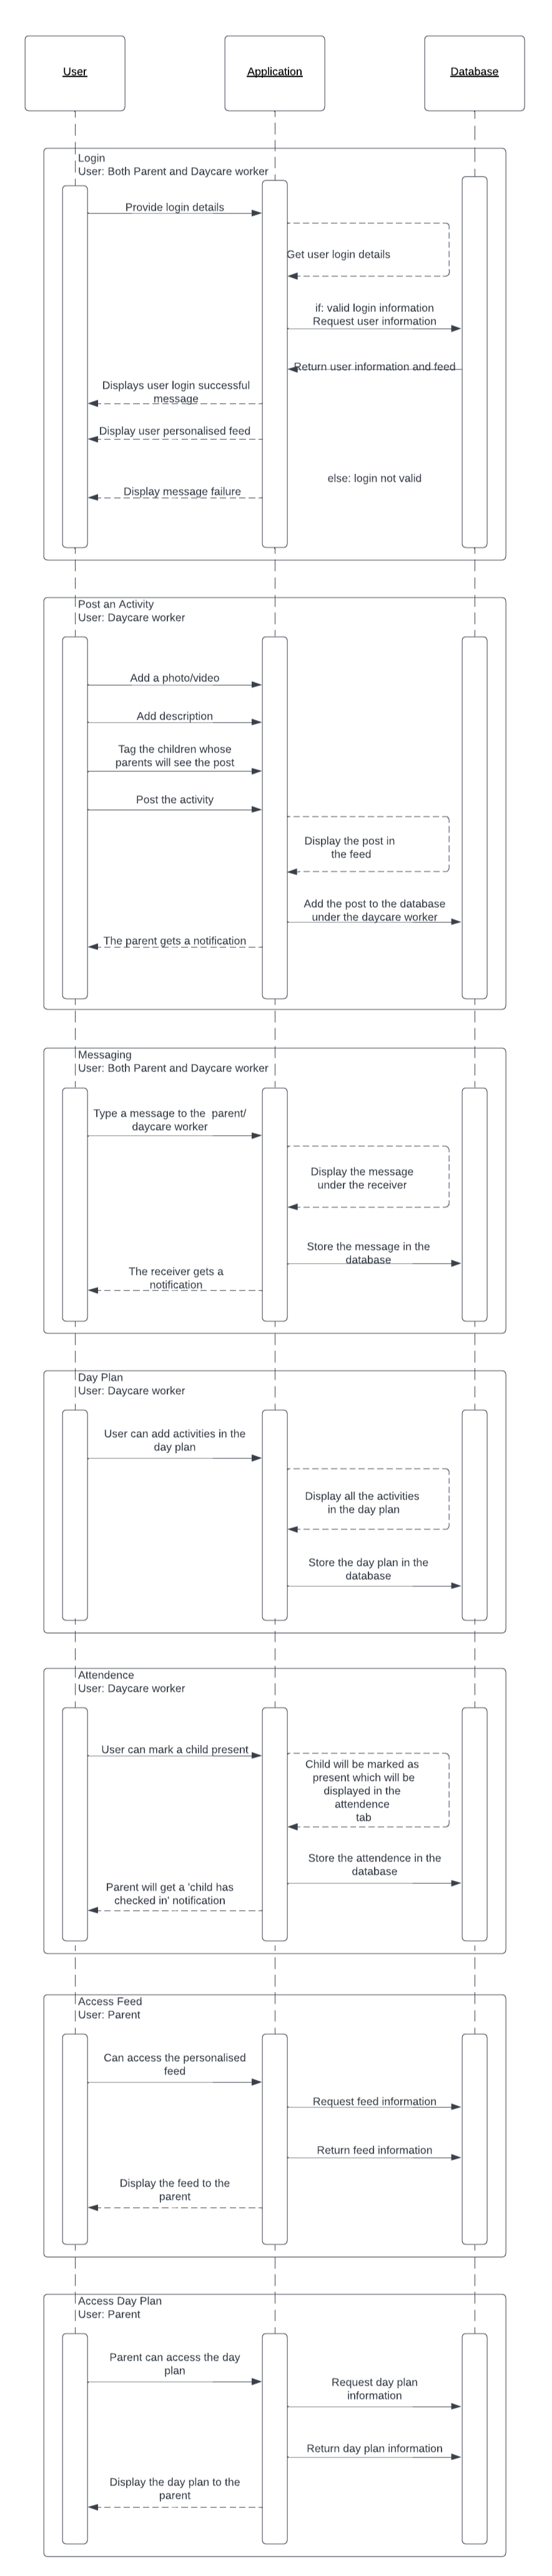 User
Application
Database
Login
User: Both Parent and Daycare worker
Provide login details
Get user login details
if: valid login information
Request user information
Return user information and feed
Displays user login successful
message
Display user personalised feed
else: login not valid
Display message failure
Post an Activity
User: Daycare worker
Add a photo/video
Add description
Tag the children whose
parents will see the post
Post the activity
Display the post in
the feed
Add the post to the database
under the daycare worker
The parent gets a notification
Messaging
User: Both Parent and Daycare worker
Type a message to the parent/
daycare worker
Display the message
under the receiver
Store the message in the
database
The receiver gets a
notification
Day Plan
User: Daycare worker
User can add activities in the
day plan
Display all the activities
in the day plan
Store the day plan in the
database
Attendence
User: Daycare worker
User can mark a child present
Child will be marked as
present which will be
displayed in the
attendence
tab
Store the attendence in the
database
Parent will get a 'child has
checked in' notification
Access Feed
User: Parent
Can access the personalised
feed
Request feed information
Return feed information
Display the feed to the
parent
Access Day Plan
User: Parent
Parent can access the day
plan
Request day plan
information
Return day plan information
Display the day plan to the
parent